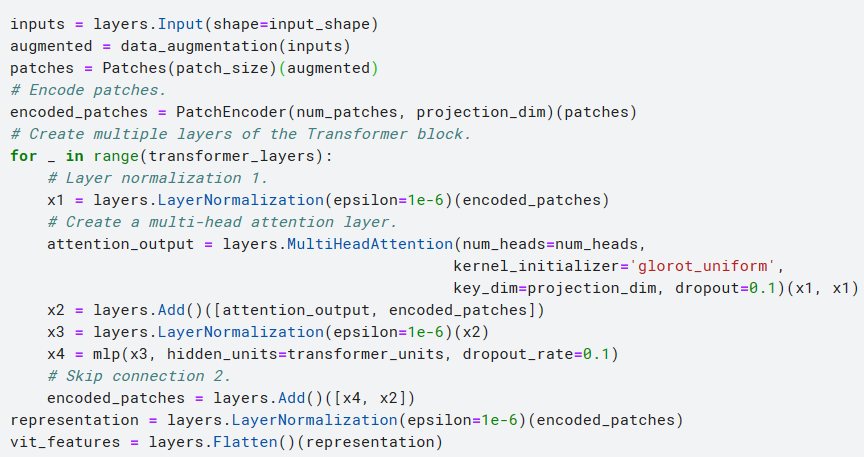 inputs = layers.Input(shape=input_shape)
augmented = data_augmentation(inputs)
patches = Patches(patch_size)(augmented)
# Encode patches.
encoded_patches = PatchEncoder(num_patches, projection_dim)(patches)
# Create multiple layers of the Transformer block.
for _ in range(transformer_layers):
    # Layer normalization 1.
    x1 = layers.LayerNormalization(epsilon=1e-6)(encoded_patches)
    # Create a multi-head attention layer.
    attention_output = layers.MultiHeadAttention(num_heads=num_heads,
                                                 kernel_initializer='glorot_uniform',
                                                 key_dim=projection_dim, dropout=0.1)(x1, x1)
    x2 = layers.Add()([attention_output, encoded_patches])
    x3 = layers.LayerNormalization(epsilon=1e-6)(x2)
    x4 = mlp(x3, hidden_units=transformer_units, dropout_rate=0.1)
    # Skip connection 2.
    encoded_patches = layers.Add()([x4, x2])
representation = layers.LayerNormalization(epsilon=1e-6)(encoded_patches)
vit_features = layers.Flatten()(representation)